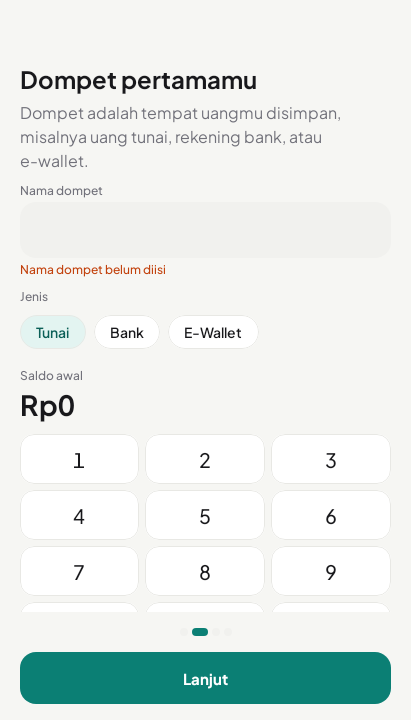 Dompet pertamamu
Dompet adalah tempat uangmu disimpan,
misalnya uang tunai, rekening bank, atau
e-wallet.
Nama dompet
Nama dompet belum diisi
Jenis
Tunai Bank E-Wallet
Saldo awal
Rp0
1 2 3
4 5 6
7 8 9
Lanjut